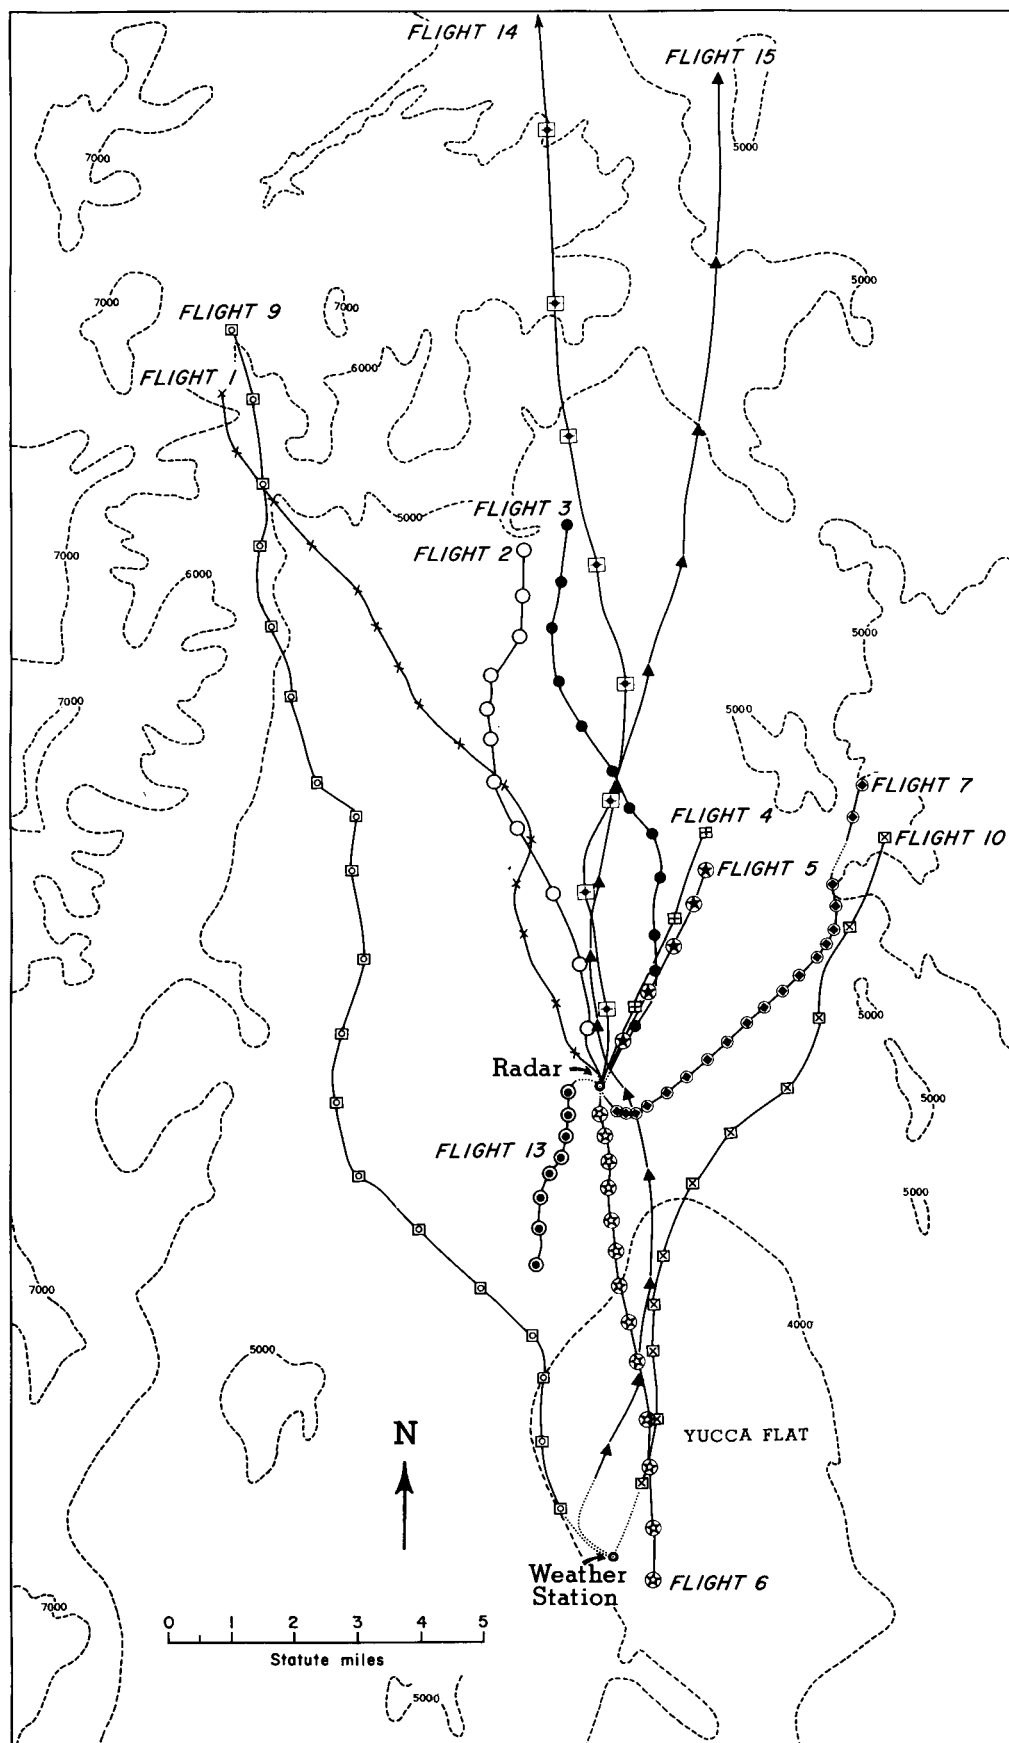 FLIGHT 14
FLIGHT 15
7000
5000
7000
7000
5000
FLIGHT 9
6000
FLIGHT 1
FLIGHT 3
5000
FLIGHT 2
7000
6000
5000
7000
5000
FLIGHT 7
FLIGHT 4
FLIGHT 10
FLIGHT 5
5000
Radar
5000
FLIGHT 13
5000
7000
4000
5000
N
YUCCA FLAT
Weather
Station
FLIGHT 6
7000
0 1 2 3 4 5
Statute miles
5000